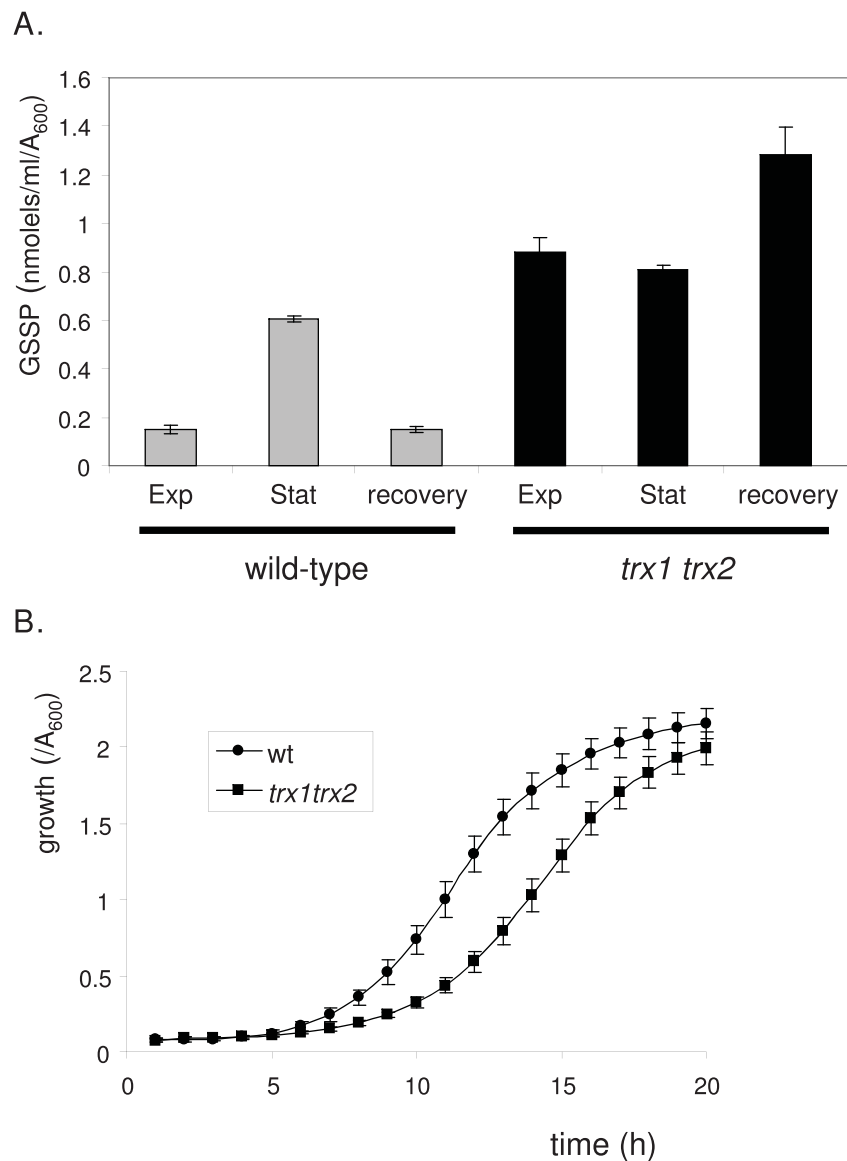 A.
1.6
1.4
1.2
1
0.8
0.6
0.4
0.2
0
GSSP (nmolels/ml/A600)
Exp Stat recovery Exp Stat recovery
wild-type trx1 trx2
B.
2.5
2
1.5
1
0.5
0
growth (/A600)
wt
trx1trx2
0 5 10 15 20
time (h)